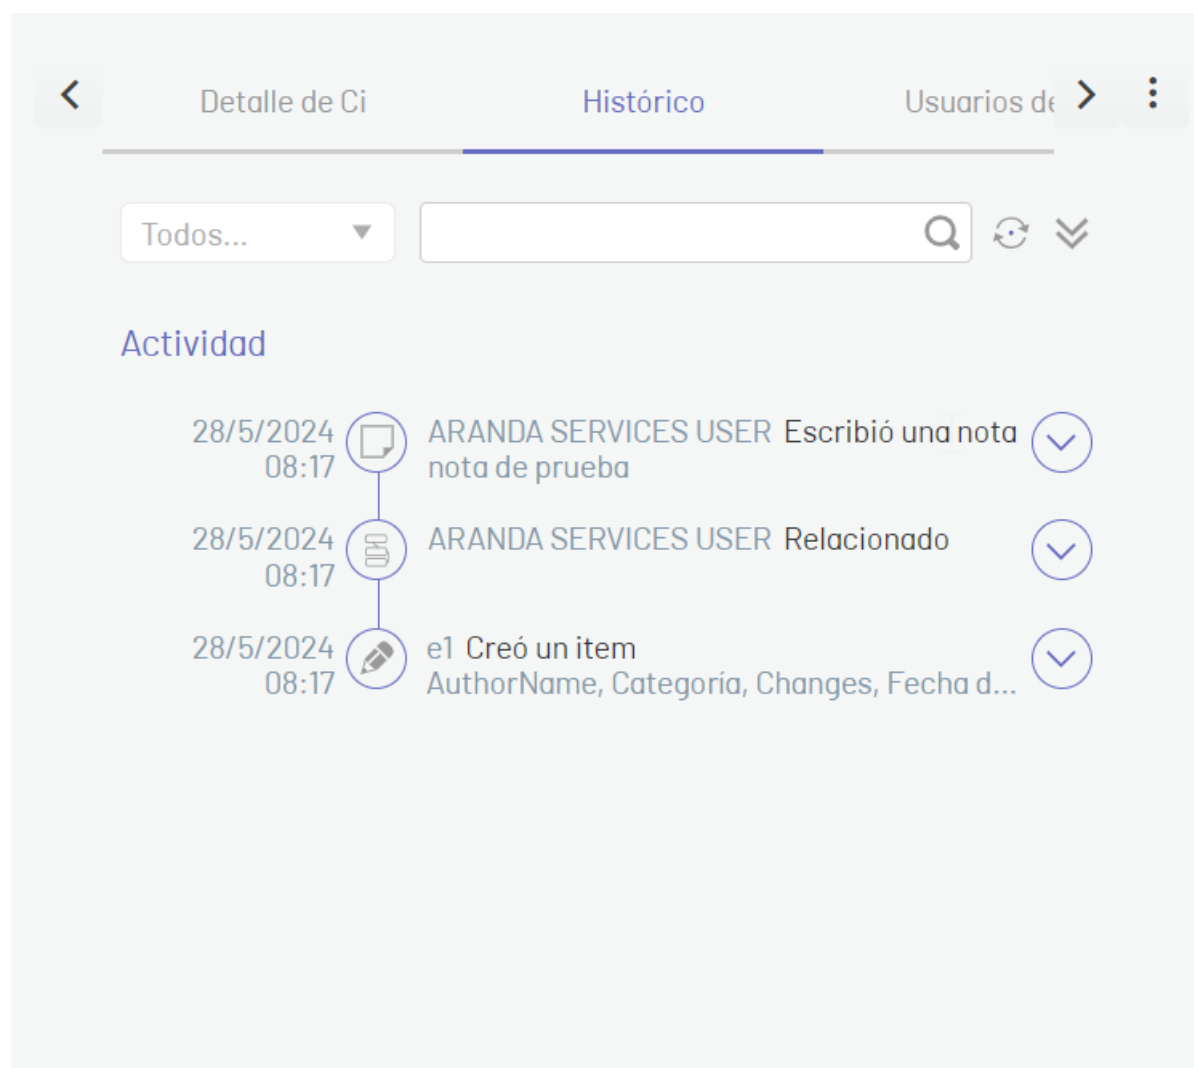 Detalle de Ci
Histórico
Usuarios de
Todos...
Actividad
28/5/2024
08:17
ARANDA SERVICES USER Escribió una nota
nota de prueba
28/5/2024
08:17
ARANDA SERVICES USER Relacionado
28/5/2024
08:17
e1 Creó un item
AuthorName, Categoría, Changes, Fecha d...